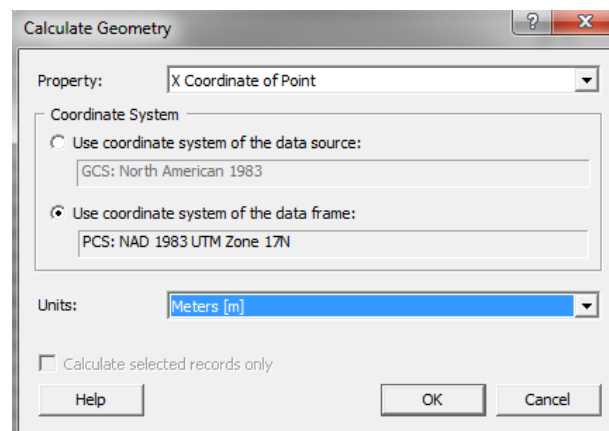 Calculate Geometry
?
X
Property:
X Coordinate of Point
Coordinate System
Use coordinate system of the data source:
GCS: North American 1983
Use coordinate system of the data frame:
PCS: NAD 1983 UTM Zone 17N
Units:
Meters [m]
Calculate selected records only
Help
OK
Cancel